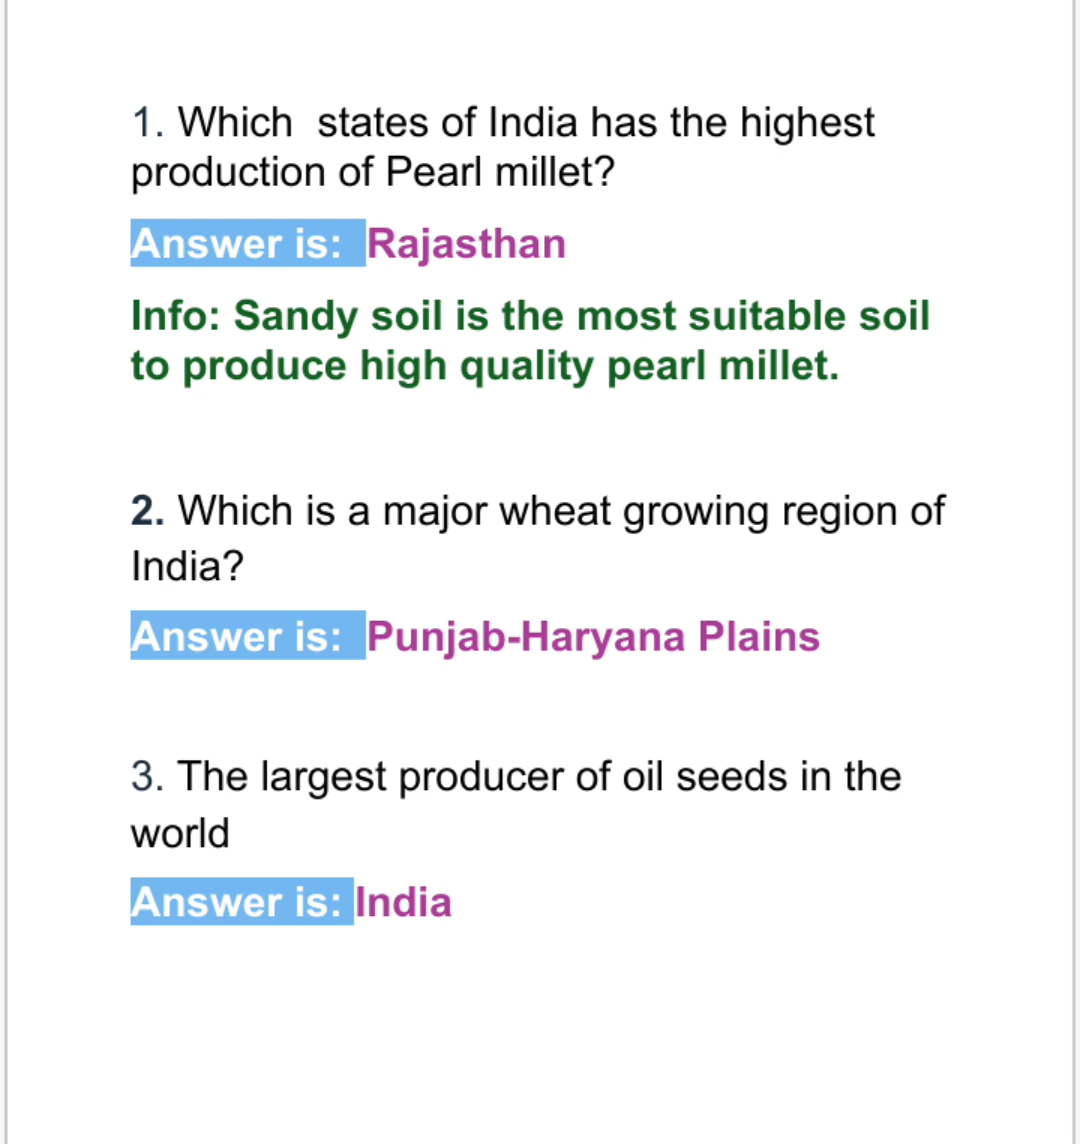 1. Which  states of India has the highest
production of Pearl millet?
Answer is:  Rajasthan
Info: Sandy soil is the most suitable soil
to produce high quality pearl millet.
2. Which is a major wheat growing region of
India?
Answer is:  Punjab-Haryana Plains
3. The largest producer of oil seeds in the
world
Answer is: India